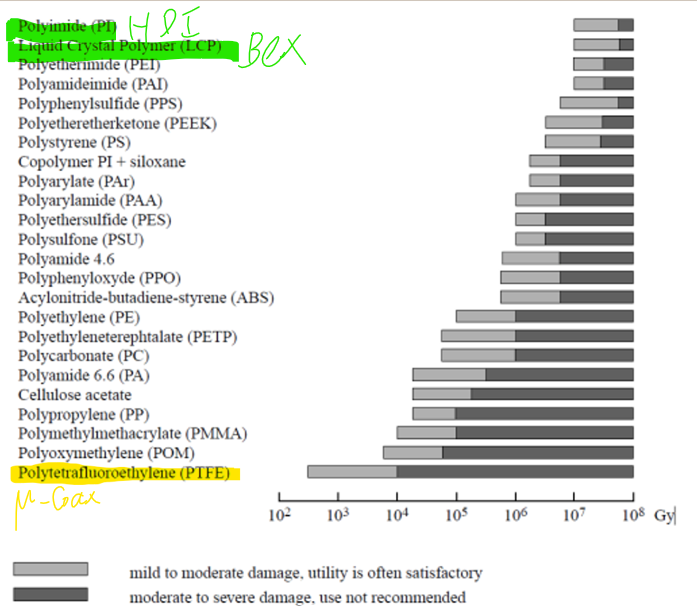 Polyimide (PI) HDI
Liquid Crystal Polymer (LCP) Bex
Polyetherimide (PEI)
Polyamideimide (PAI)
Polyphenylsulfide (PPS)
Polyetheretherketone (PEEK)
Polystyrene (PS)
Copolymer PI + siloxane
Polyarylate (PAr)
Polyarylamide (PAA)
Polyethersulfide (PES)
Polysulfone (PSU)
Polyamide 4.6
Polyphenyloxyde (PPO)
Acylonitride-butadiene-styrene (ABS)
Polyethylene (PE)
Polyethyleneterephtalate (PETP)
Polycarbonate (PC)
Polyamide 6.6 (PA)
Cellulose acetate
Polypropylene (PP)
Polymethylmethacrylate (PMMA)
Polyoxymethylene (POM)
Polytetrafluoroethylene (PTFE)
μ-Coax
10² 10³ 10⁴ 10⁵ 10⁶ 10⁷ 10⁸ Gy
mild to moderate damage, utility is often satisfactory
moderate to severe damage, use not recommended